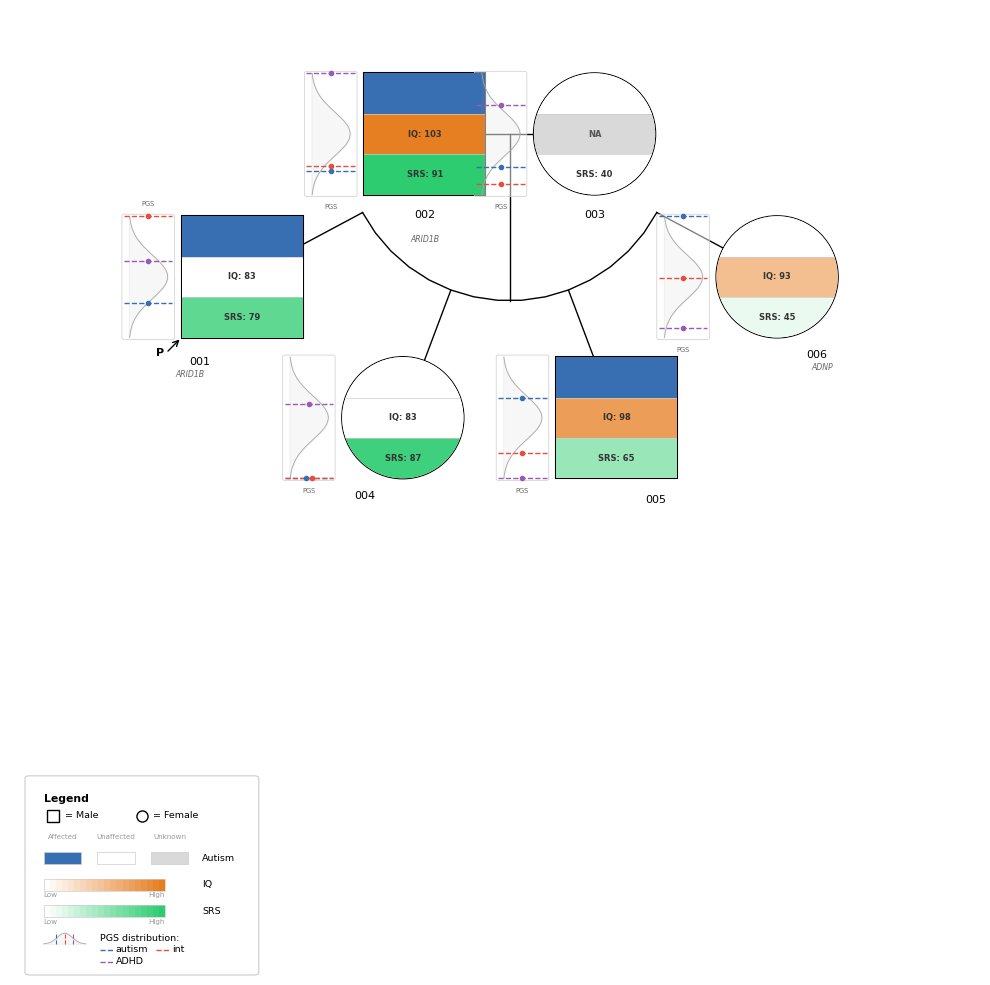 IQ: 103
SRS: 91
NA
SRS: 40
PGS
PGS
PGS
002
003
ARID1B
IQ: 83
SRS: 79
P
001
ARID1B
IQ: 93
SRS: 45
PGS
006
ADNP
IQ: 83
SRS: 87
PGS
004
IQ: 98
SRS: 65
PGS
005
Legend
= Male
= Female
Affected
Unaffected
Unknown
Autism
IQ
Low
High
SRS
Low
High
PGS distribution:
autism
int
ADHD